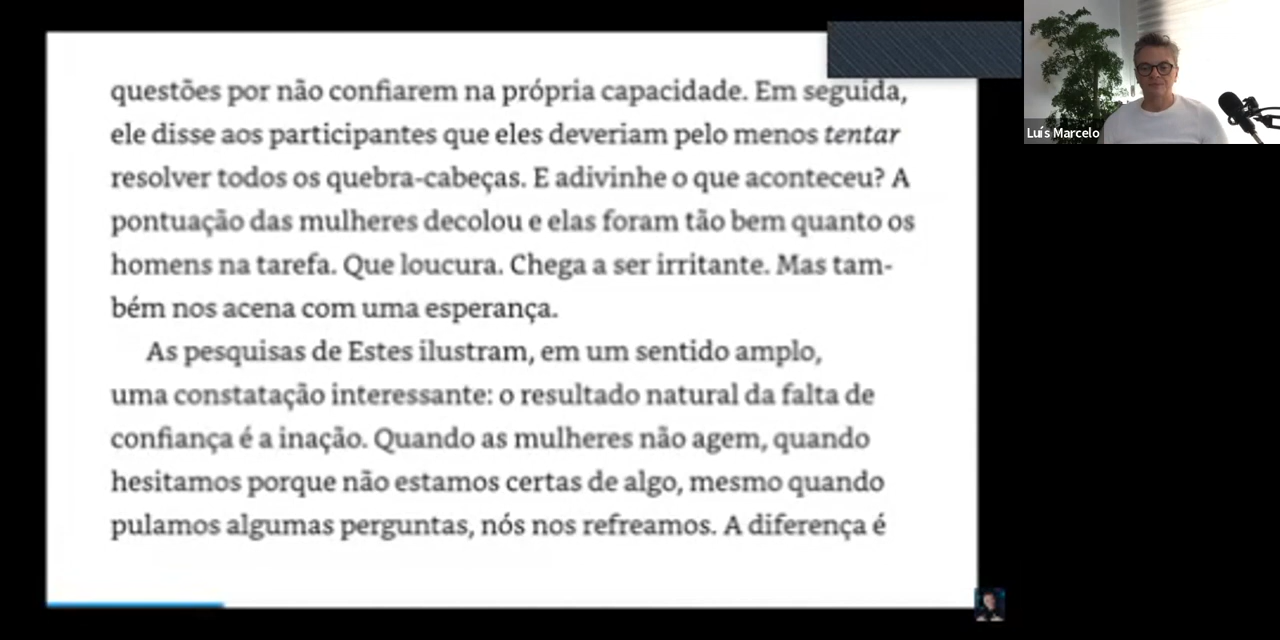 questões por não confiarem na própria capacidade. Em seguida,
ele disse aos participantes que eles deveriam pelo menos tentar
resolver todos os quebra-cabeças. E adivinhe o que aconteceu? A
pontuação das mulheres decolou e elas foram tão bem quanto os
homens na tarefa. Que loucura. Chega a ser irritante. Mas tam-
bém nos acena com uma esperança.
As pesquisas de Estes ilustram, em um sentido amplo,
uma constatação interessante: o resultado natural da falta de
confiança é a inação. Quando as mulheres não agem, quando
hesitamos porque não estamos certas de algo, mesmo quando
pulamos algumas perguntas, nós nos refreamos. A diferença é
Luís Marcelo